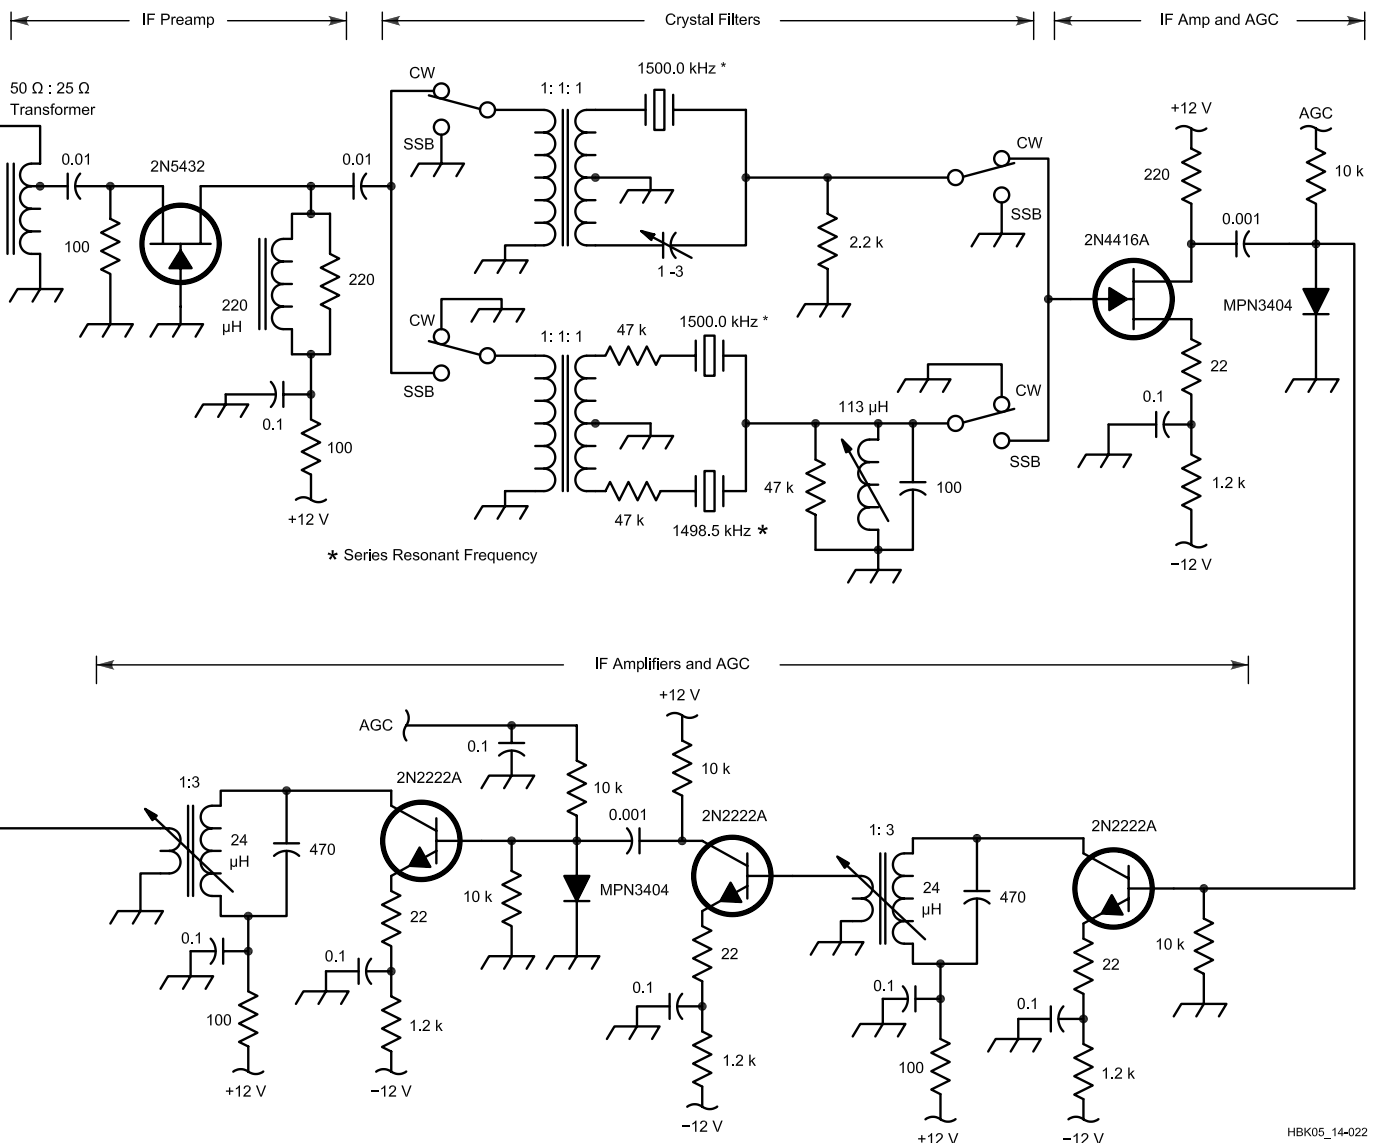 IF Preamp
Crystal Filters
IF Amp and AGC
50 Ω : 25 Ω
Transformer
0.01
2N5432
100
220
µH
220
0.1
100
+12 V
0.01
CW
SSB
1: 1: 1
1500.0 kHz *
1 -3
2.2 k
CW
SSB
CW
SSB
1: 1: 1
47 k
1500.0 kHz *
47 k
1498.5 kHz *
113 µH
47 k
100
CW
SSB
* Series Resonant Frequency
+12 V
220
2N4416A
0.001
AGC
10 k
MPN3404
22
0.1
1.2 k
−12 V
IF Amplifiers and AGC
1:3
24
µH
470
0.1
100
+12 V
AGC
0.1
2N2222A
22
0.1
1.2 k
−12 V
10 k
10 k
MPN3404
0.001
+12 V
10 k
2N2222A
22
0.1
1.2 k
−12 V
1: 3
24
µH
470
0.1
100
+12 V
2N2222A
22
0.1
1.2 k
−12 V
10 k
HBK05_14-022